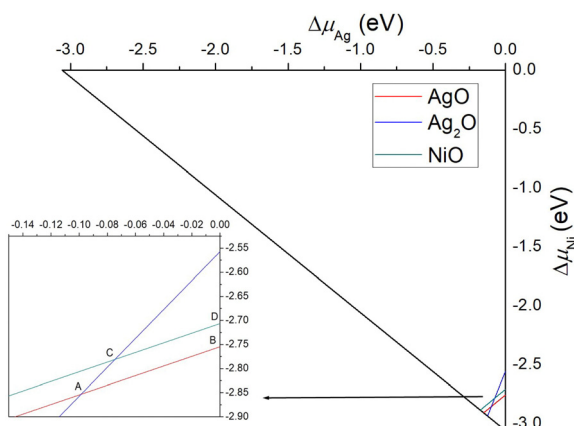 Δμ_Ag (eV)
-3.0 -2.5 -2.0 -1.5 -1.0 -0.5 0.0
0.0
AgO
Ag₂O
NiO
-0.5
-1.0
-1.5
-2.0
-2.5
-3.0
Δμ_Ni (eV)
-0.14 -0.12 -0.10 -0.08 -0.06 -0.04 -0.02 0.00
-2.55
-2.60
-2.65
-2.70
-2.75
-2.80
-2.85
-2.90
D
B
C
A